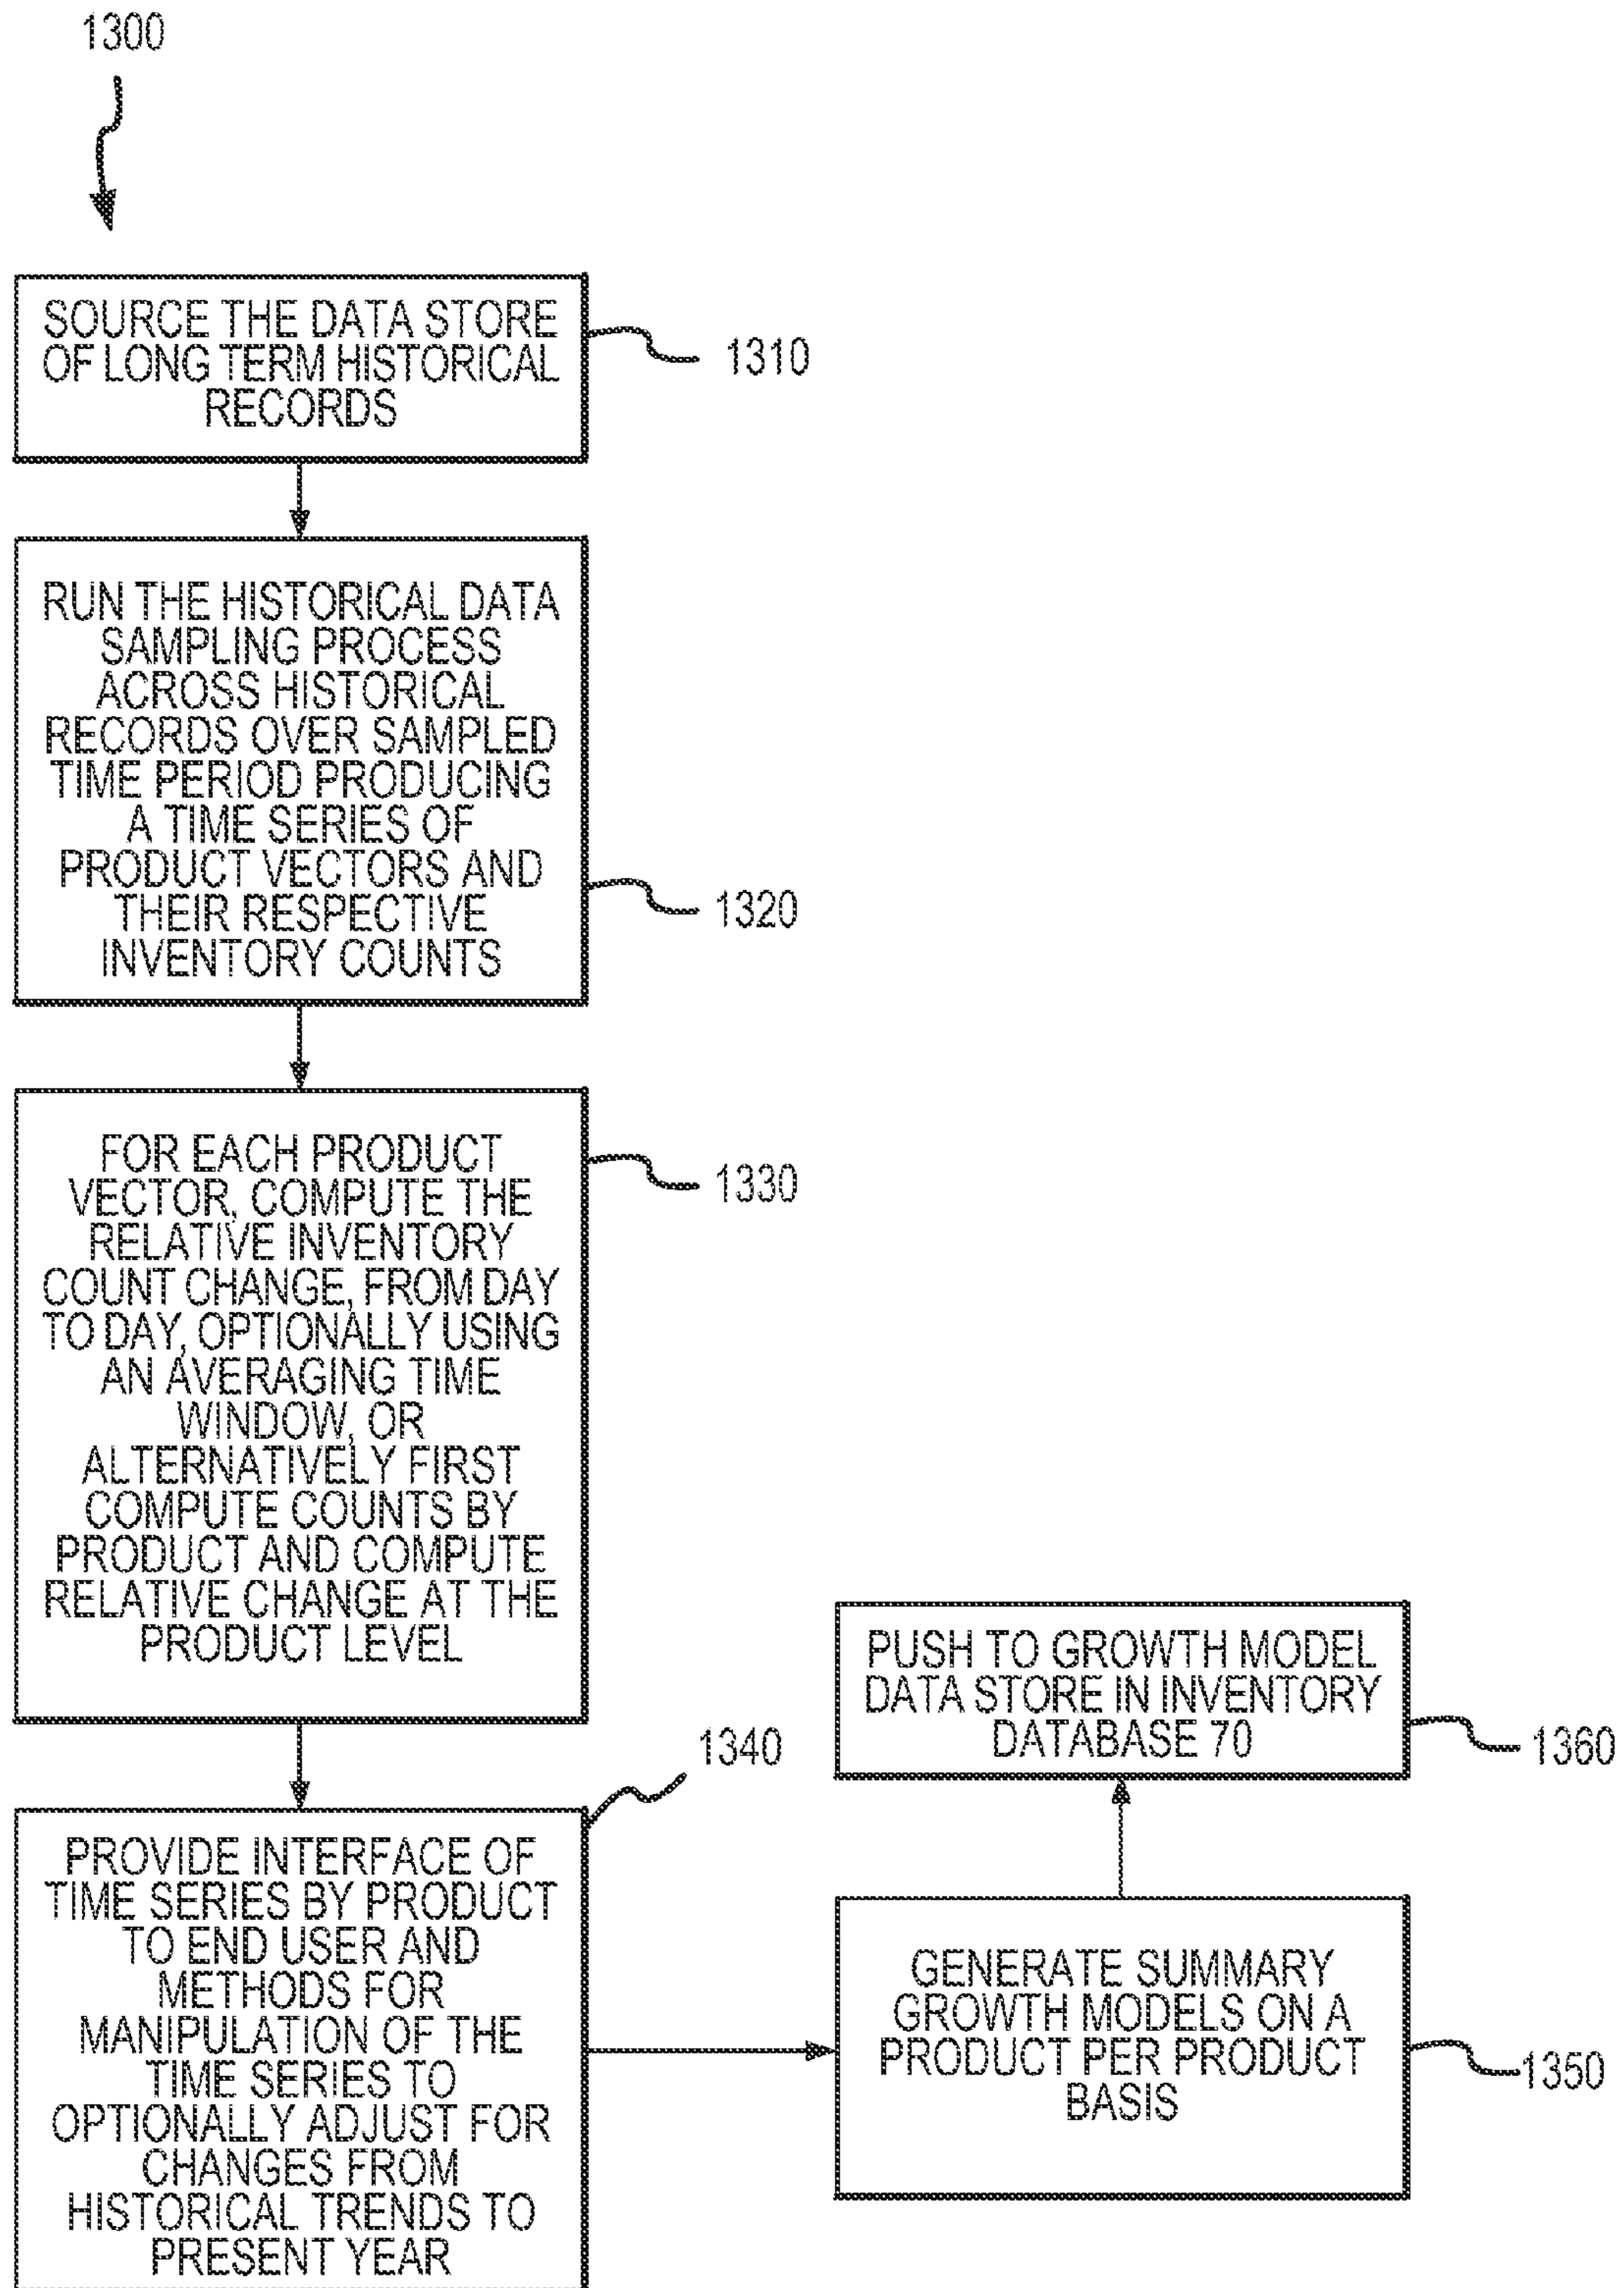 1300
SOURCE THE DATA STORE
OF LONG TERM HISTORICAL
RECORDS
1310
RUN THE HISTORICAL DATA
SAMPLING PROCESS
ACROSS HISTORICAL
RECORDS OVER SAMPLED
TIME PERIOD PRODUCING
A TIME SERIES OF
PRODUCT VECTORS AND
THEIR RESPECTIVE
INVENTORY COUNTS
1320
FOR EACH PRODUCT
VECTOR, COMPUTE THE
RELATIVE INVENTORY
COUNT CHANGE, FROM DAY
TO DAY, OPTIONALLY USING
AN AVERAGING TIME
WINDOW, OR
ALTERNATIVELY FIRST
COMPUTE COUNTS BY
PRODUCT AND COMPUTE
RELATIVE CHANGE AT THE
PRODUCT LEVEL
1330
PROVIDE INTERFACE OF
TIME SERIES BY PRODUCT
TO END USER AND
METHODS FOR
MANIPULATION OF THE
TIME SERIES TO
OPTIONALLY ADJUST FOR
CHANGES FROM
HISTORICAL TRENDS TO
PRESENT YEAR
1340
GENERATE SUMMARY
GROWTH MODELS ON A
PRODUCT PER PRODUCT
BASIS
1350
PUSH TO GROWTH MODEL
DATA STORE IN INVENTORY
DATABASE 70
1360